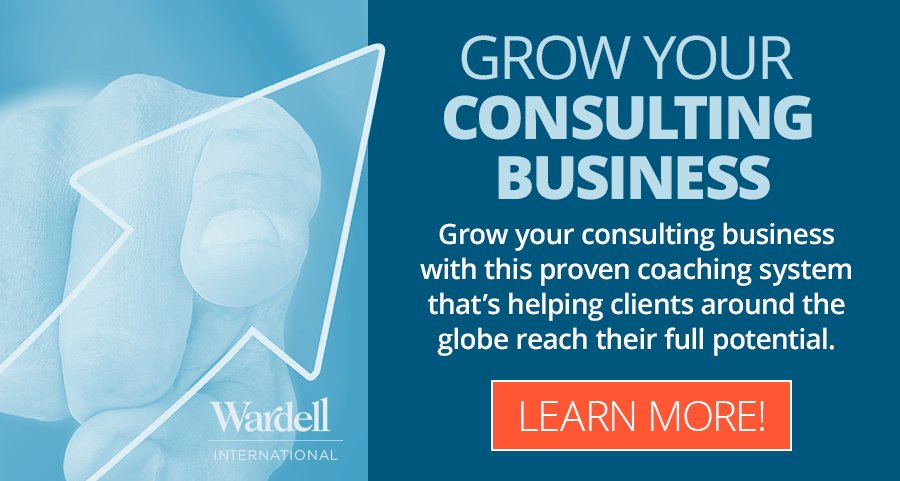 GROW YOUR
CONSULTING
BUSINESS
Grow your consulting business
with this proven coaching system
that's helping clients around the
globe reach their full potential.
LEARN MORE!
Wardell
INTERNATIONAL